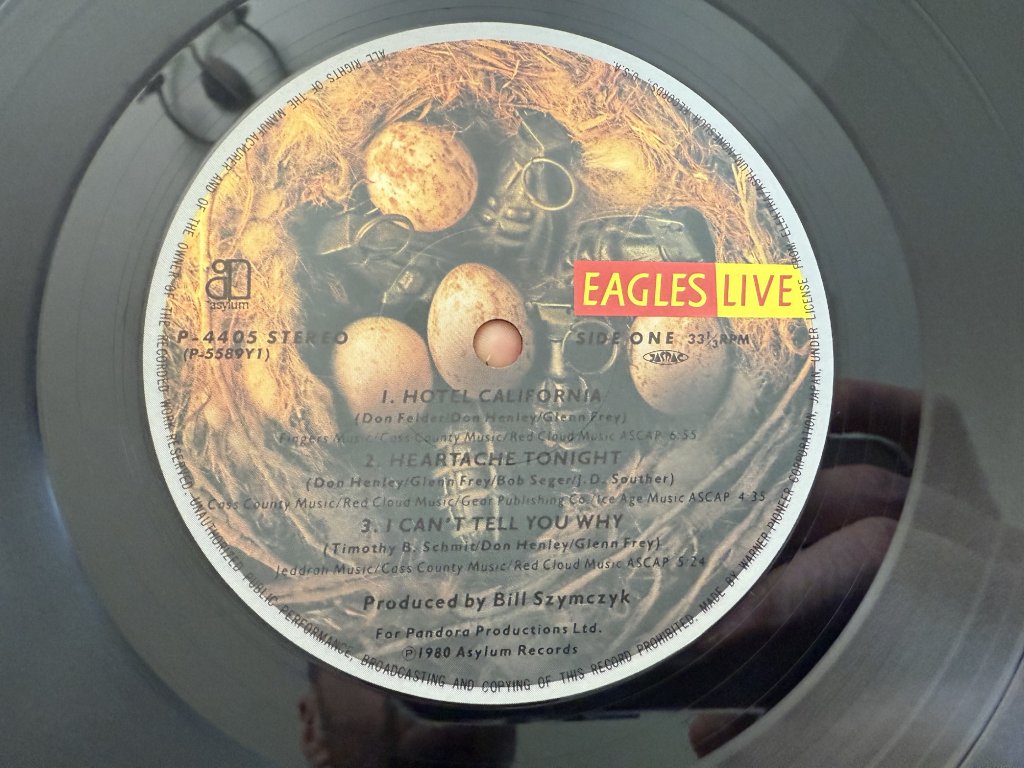 asylum
EAGLES LIVE
P-4405 STEREO
(P-5589Y1)
SIDE ONE 33⅓ RPM
JASRAC
1. HOTEL CALIFORNIA
(Don Felder/Don Henley/Glenn Frey)
Fingers Music/Cass County Music/Red Cloud Music ASCAP 6:55
2. HEARTACHE TONIGHT
(Don Henley/Glenn Frey/Bob Seger/J.D. Souther)
Cass County Music/Red Cloud Music/Gear Publishing Co./Ice Age Music ASCAP 4:35
3. I CAN'T TELL YOU WHY
(Timothy B. Schmit/Don Henley/Glenn Frey)
Jeddrah Music/Cass County Music/Red Cloud Music ASCAP 5:24
Produced by Bill Szymczyk
For Pandora Productions Ltd.
Ⓟ1980 Asylum Records
ALL RIGHTS OF THE MANUFACTURER AND OF THE OWNER OF THE RECORDED WORK RESERVED. UNAUTHORIZED PUBLIC PERFORMANCE, BROADCASTING AND COPYING OF THIS RECORD PROHIBITED. MADE BY WARNER-PIONEER CORPORATION, JAPAN, UNDER LICENSE FROM ELEKTRA/ASYLUM/NONESUCH RECORDS, U.S.A.